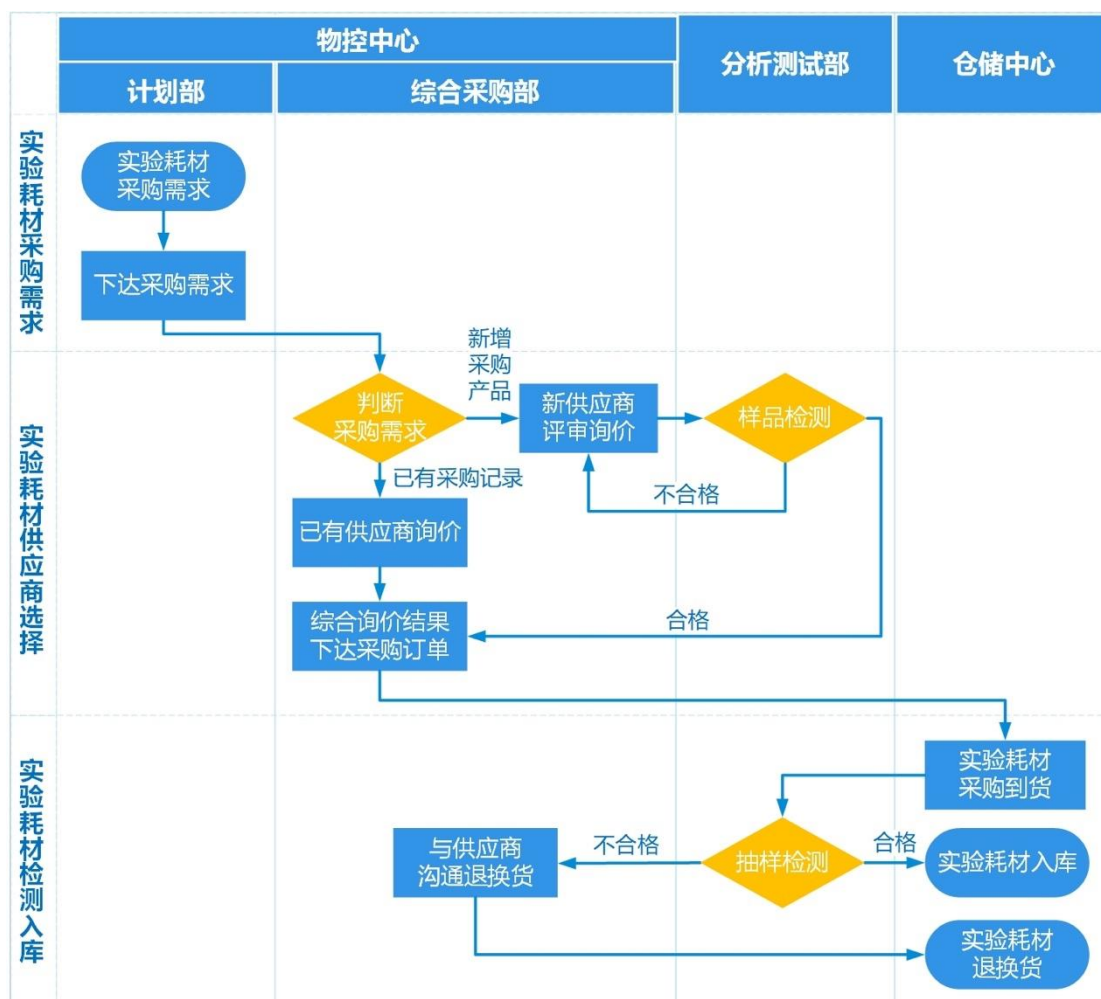 物控中心
分析测试部
仓储中心
计划部
综合采购部
实验耗材采购需求
实验耗材
采购需求
下达采购需求
实验耗材供应商选择
判断
采购需求
新增
采购
产品
新供应商
评审询价
样品检测
不合格
已有采购记录
已有供应商询价
综合询价结果
下达采购订单
合格
实验耗材检测入库
实验耗材
采购到货
抽样检测
合格
实验耗材入库
不合格
与供应商
沟通退换货
实验耗材
退换货